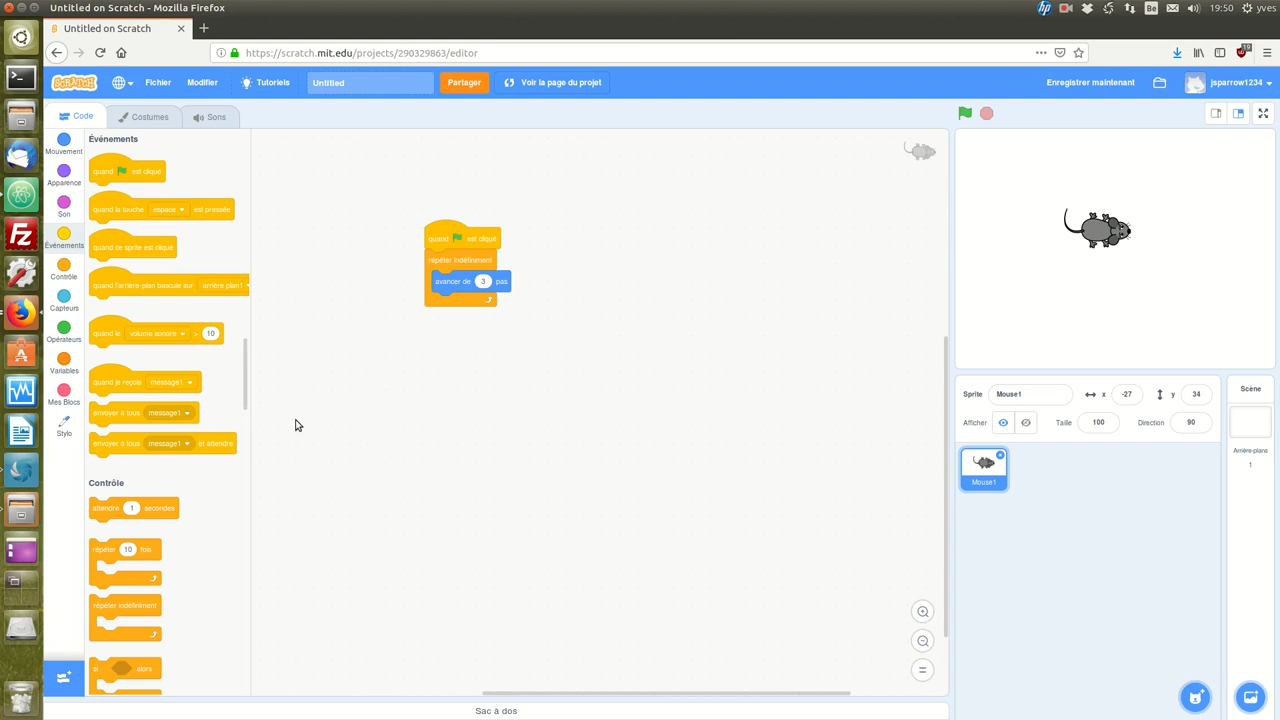 Untitled on Scratch - Mozilla Firefox
Be
19:50
yves
Untitled on Scratch
https://scratch.mit.edu/projects/290329863/editor
19
SCRATCH
Fichier
Modifier
Tutoriels
Untitled
Partager
Voir la page du projet
Enregistrer maintenant
jsparrow1234
Code
Costumes
Sons
Mouvement
Apparence
Son
Événements
Contrôle
Capteurs
Opérateurs
Variables
Mes Blocs
Stylo
Événements
quand est cliqué
quand la touche espace est pressée
quand ce sprite est cliqué
quand l'arrière-plan bascule sur arrière plan1
quand le volume sonore > 10
quand je reçois message1
envoyer à tous message1
envoyer à tous message1 et attendre
Contrôle
attendre 1 secondes
répéter 10 fois
répéter indéfiniment
si alors
quand est cliqué
répéter indéfiniment
avancer de 3 pas
Sac à dos
Sprite Mouse1 x -27 y 34
Afficher Taille 100 Direction 90
Mouse1
Scène
Arrière-plans
1